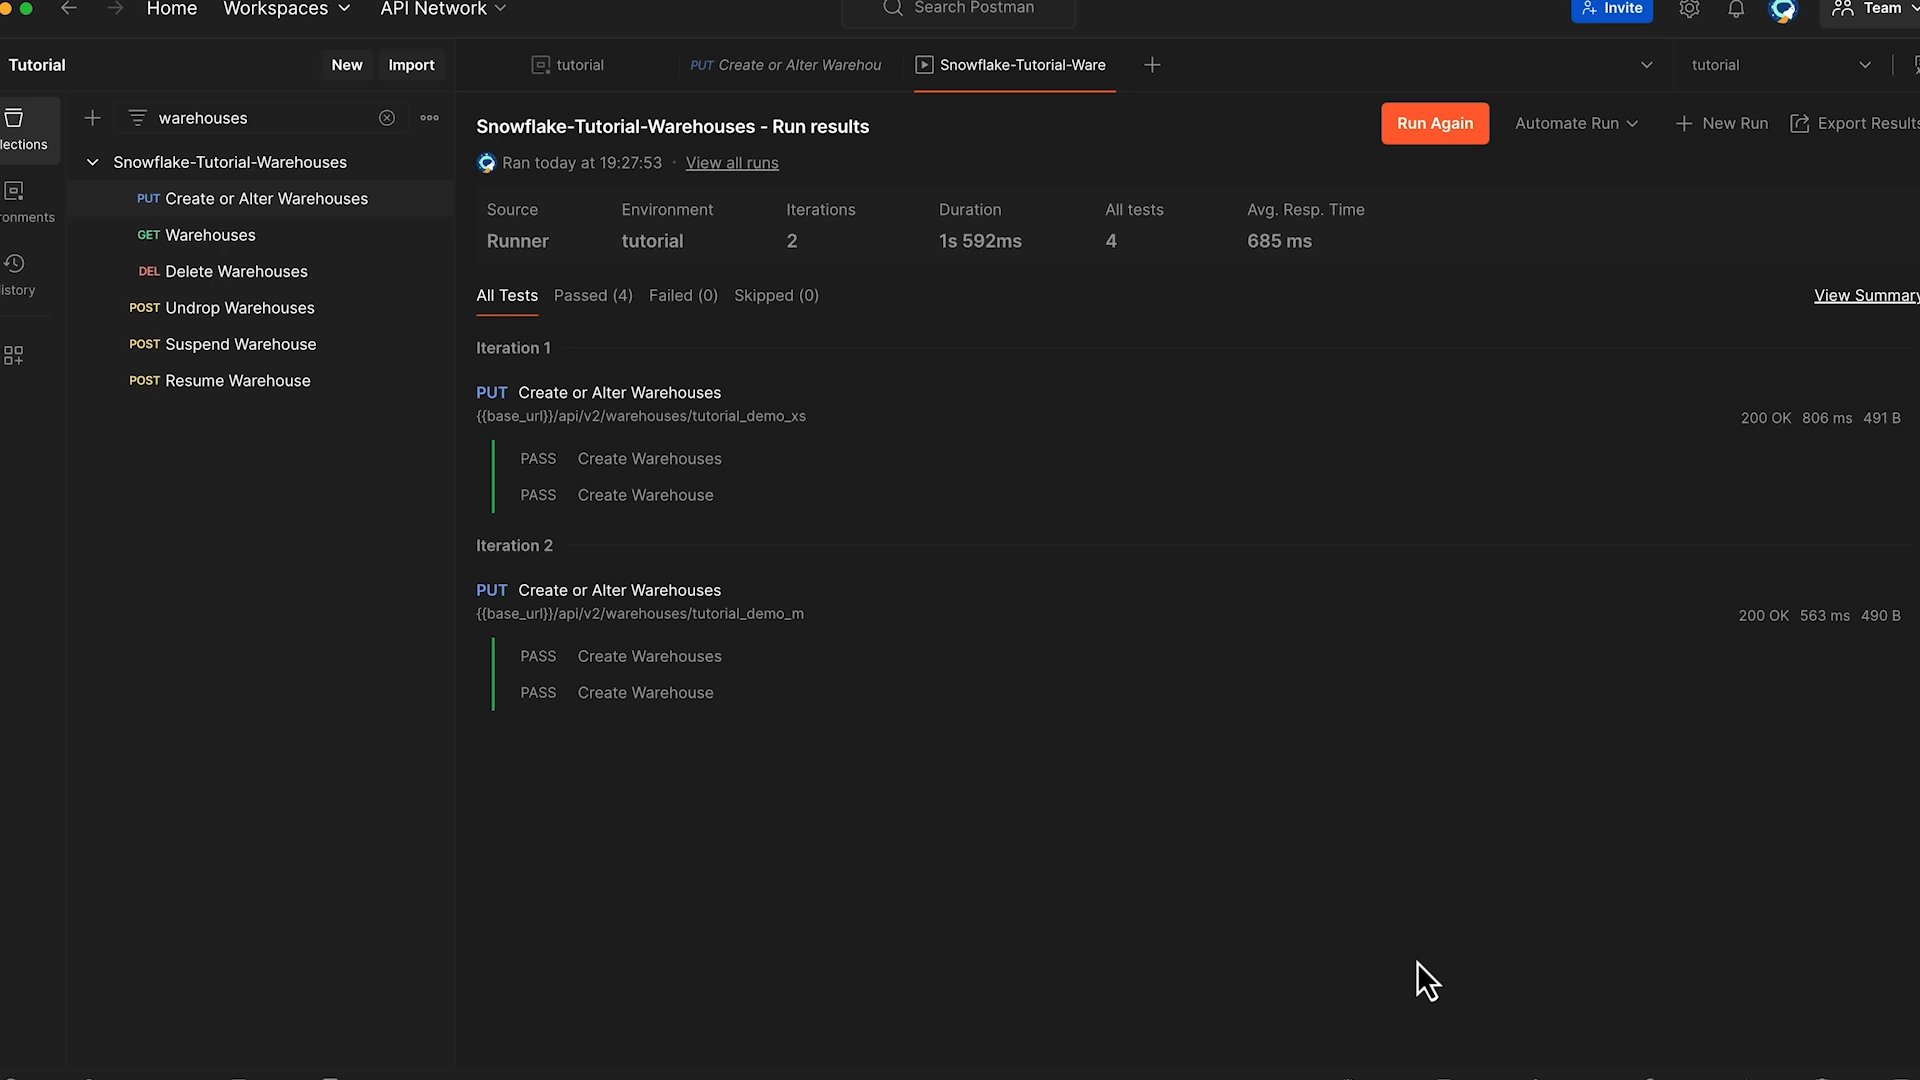 Home Workspaces API Network Search Postman Invite Team
Tutorial New Import tutorial PUT Create or Alter Warehou Snowflake-Tutorial-Ware tutorial
warehouses
Snowflake-Tutorial-Warehouses - Run results Run Again Automate Run New Run Export Results
lections
Snowflake-Tutorial-Warehouses
Ran today at 19:27:53 · View all runs
PUT Create or Alter Warehouses
ronments
GET Warehouses
DEL Delete Warehouses
istory
POST Undrop Warehouses
POST Suspend Warehouse
POST Resume Warehouse
Source Environment Iterations Duration All tests Avg. Resp. Time
Runner tutorial 2 1s 592ms 4 685 ms
All Tests Passed (4) Failed (0) Skipped (0) View Summary
Iteration 1
PUT Create or Alter Warehouses
{{base_url}}/api/v2/warehouses/tutorial_demo_xs 200 OK 806 ms 491 B
PASS Create Warehouses
PASS Create Warehouse
Iteration 2
PUT Create or Alter Warehouses
{{base_url}}/api/v2/warehouses/tutorial_demo_m 200 OK 563 ms 490 B
PASS Create Warehouses
PASS Create Warehouse